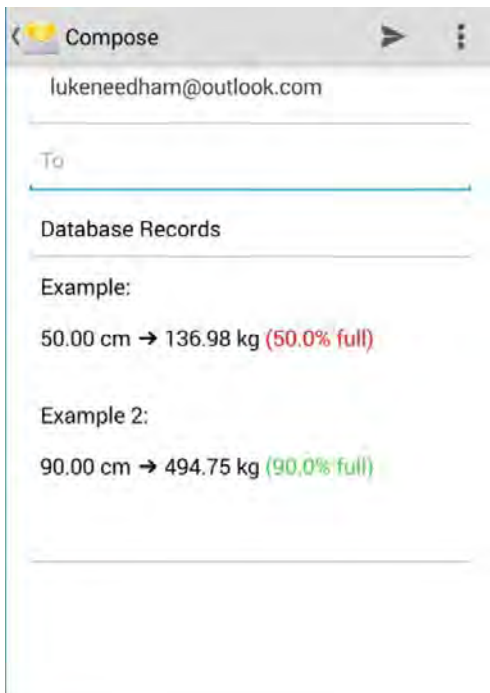 Compose
lukeneedham@outlook.com
To
Database Records
Example:
50.00 cm → 136.98 kg (50.0% full)
Example 2:
90.00 cm → 494.75 kg (90.0% full)